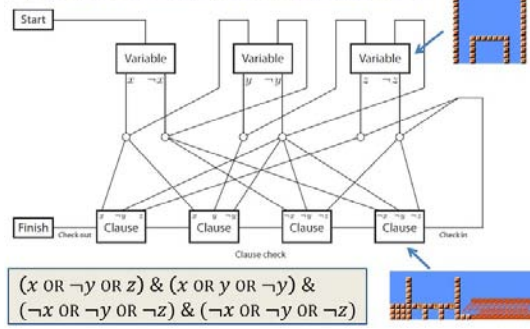 Start
Variable Variable Variable
x ¬x y ¬y z ¬z
Finish Check out Clause Clause Clause Clause Check in
Clause check
(x OR ¬y OR z) & (x OR y OR ¬y) &
(¬x OR ¬y OR ¬z) & (¬x OR ¬y OR ¬z)